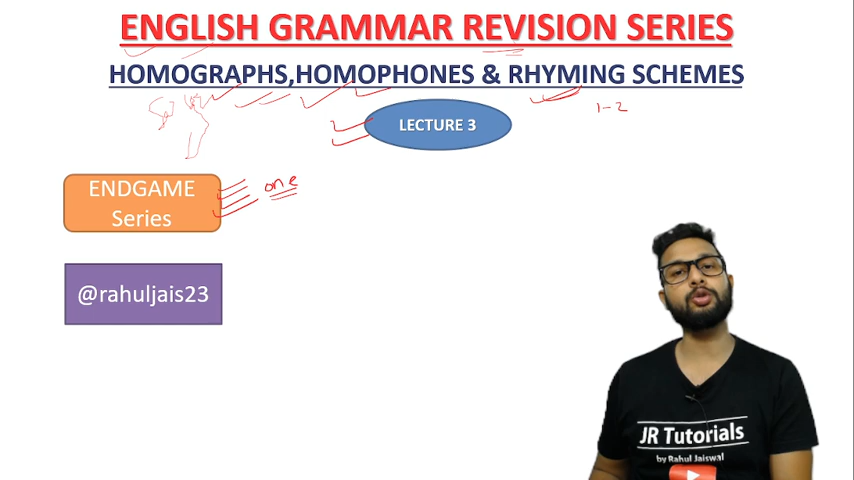 ENGLISH GRAMMAR REVISION SERIES
HOMOGRAPHS,HOMOPHONES & RHYMING SCHEMES
1-2
LECTURE 3
ENDGAME
Series
one
@rahuljais23
JR Tutorials
by Rahul Jaiswal